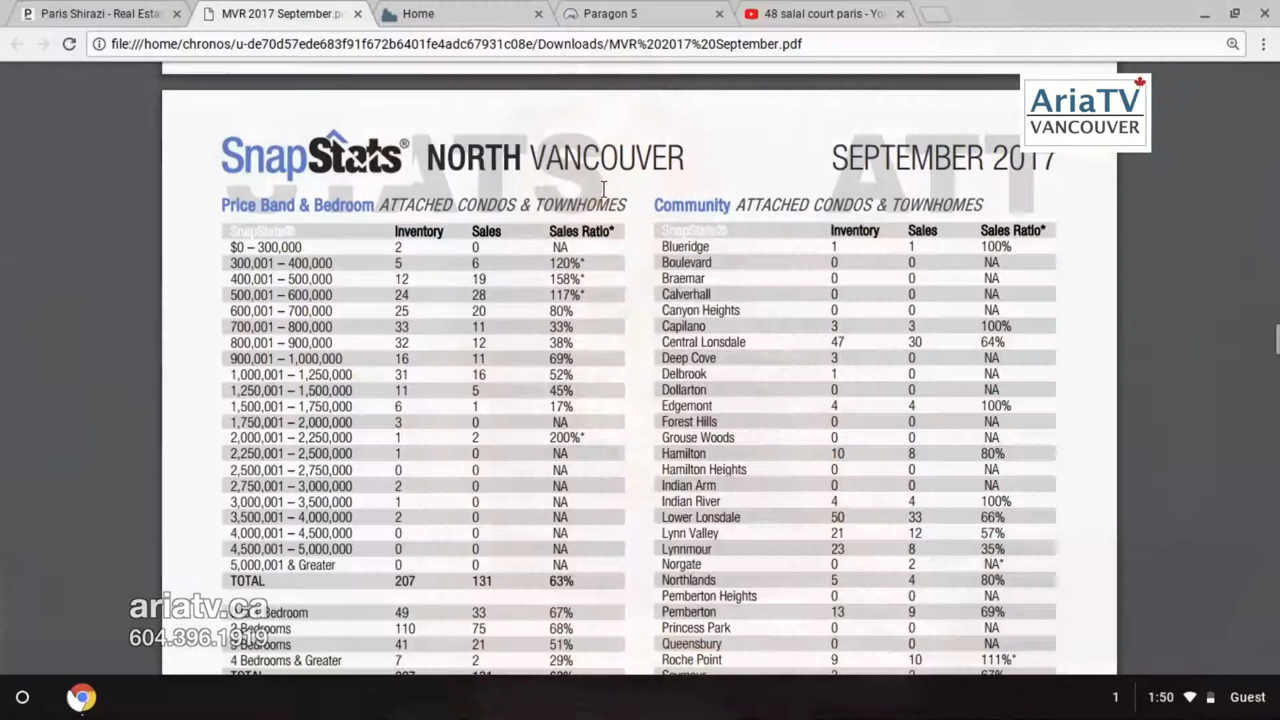 Paris Shirazi - Real Esta
MVR 2017 September.p
Home
Paragon 5
48 salal court paris - Yo
file:///home/chronos/u-de70d57ede683f91f672b6401fe4adc67931c08e/Downloads/MVR%202017%20September.pdf
AriaTV
VANCOUVER
SnapStats® NORTH VANCOUVER
SEPTEMBER 2017
Price Band & Bedroom ATTACHED CONDOS & TOWNHOMES
SnapStats® Inventory Sales Sales Ratio*
$0 – 300,000 2 0 NA
300,001 – 400,000 5 6 120%*
400,001 – 500,000 12 19 158%*
500,001 – 600,000 24 28 117%*
600,001 – 700,000 25 20 80%
700,001 – 800,000 33 11 33%
800,001 – 900,000 32 12 38%
900,001 – 1,000,000 16 11 69%
1,000,001 – 1,250,000 31 16 52%
1,250,001 – 1,500,000 11 5 45%
1,500,001 – 1,750,000 6 1 17%
1,750,001 – 2,000,000 3 0 NA
2,000,001 – 2,250,000 1 2 200%*
2,250,001 – 2,500,000 1 0 NA
2,500,001 – 2,750,000 0 0 NA
2,750,001 – 3,000,000 2 0 NA
3,000,001 – 3,500,000 1 0 NA
3,500,001 – 4,000,000 2 0 NA
4,000,001 – 4,500,000 0 0 NA
4,500,001 – 5,000,000 0 0 NA
5,000,001 & Greater 0 0 NA
TOTAL 207 131 63%
Bedroom 49 33 67%
2 Bedrooms 110 75 68%
3 Bedrooms 41 21 51%
4 Bedrooms & Greater 7 2 29%
TOTAL 207 131 63%
Community ATTACHED CONDOS & TOWNHOMES
SnapStats® Inventory Sales Sales Ratio*
Blueridge 1 1 100%
Boulevard 0 0 NA
Braemar 0 0 NA
Calverhall 0 0 NA
Canyon Heights 0 0 NA
Capilano 3 3 100%
Central Lonsdale 47 30 64%
Deep Cove 3 0 NA
Delbrook 1 0 NA
Dollarton 0 0 NA
Edgemont 4 4 100%
Forest Hills 0 0 NA
Grouse Woods 0 0 NA
Hamilton 10 8 80%
Hamilton Heights 0 0 NA
Indian Arm 0 0 NA
Indian River 4 4 100%
Lower Lonsdale 50 33 66%
Lynn Valley 21 12 57%
Lynnmour 23 8 35%
Norgate 0 2 NA*
Northlands 5 4 80%
Pemberton Heights 0 0 NA
Pemberton 13 9 69%
Princess Park 0 0 NA
Queensbury 0 0 NA
Roche Point 9 10 111%*
ariatv.ca
604.396.1919
1
1:50
Guest